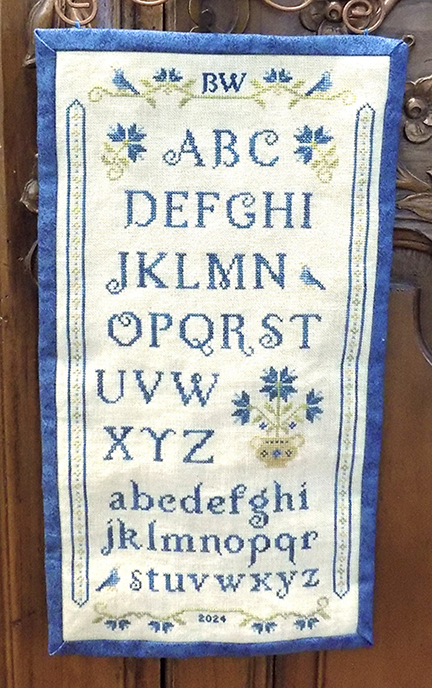 BW
ABC
DEFGHI
JKLMN
OPQRST
UVW
XYZ
abcdefghi
jklmnopqr
stuvwxyz
2024